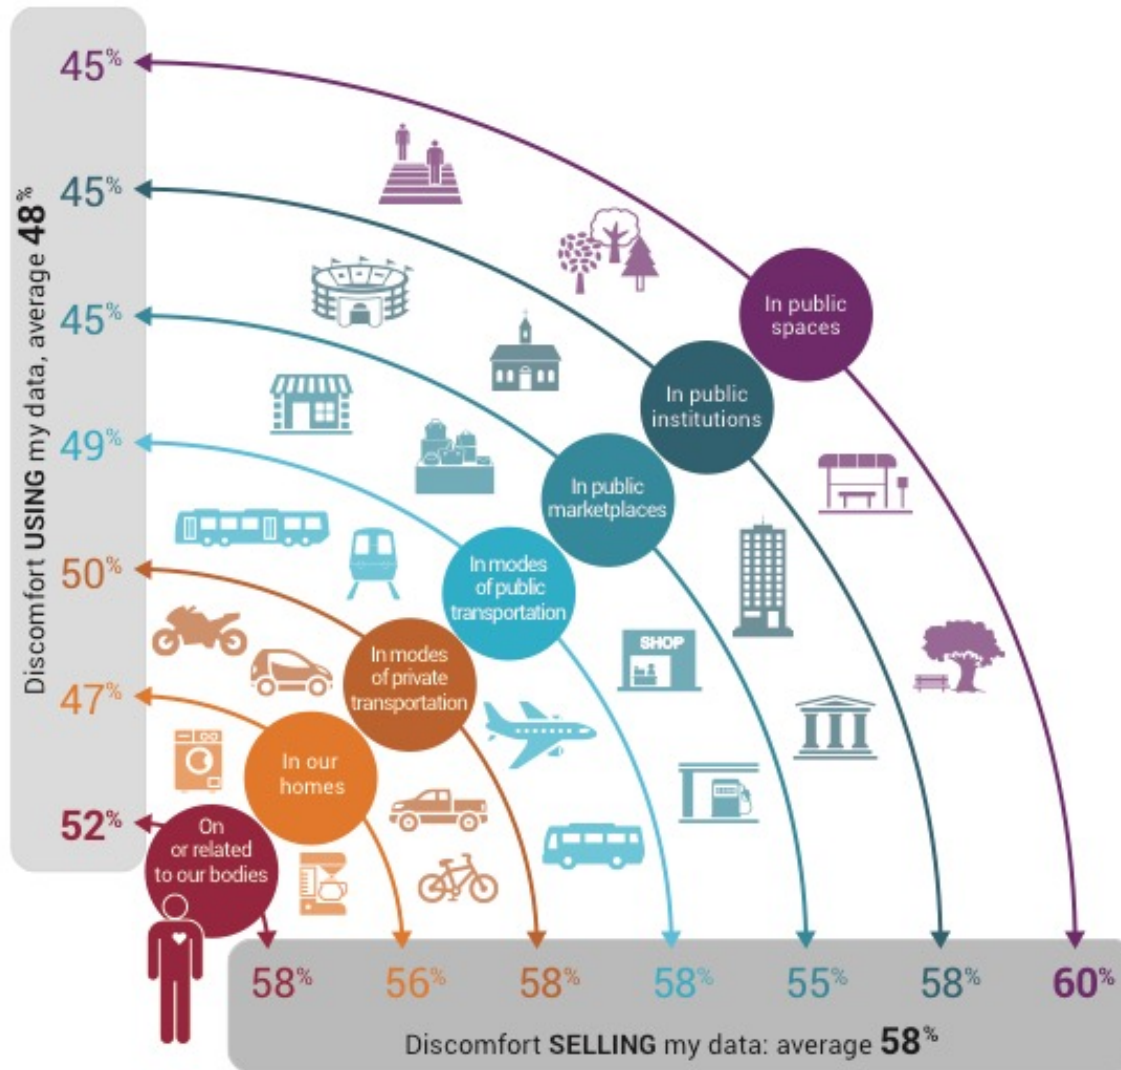 45%
45%
45%
49%
50%
47%
52%
Discomfort USING my data, average 48%
In public
spaces
In public
institutions
In public
marketplaces
In modes
of public
transportation
In modes
of private
transportation
In our
homes
On
or related
to our bodies
SHOP
58%
56%
58%
58%
55%
58%
60%
Discomfort SELLING my data: average 58%